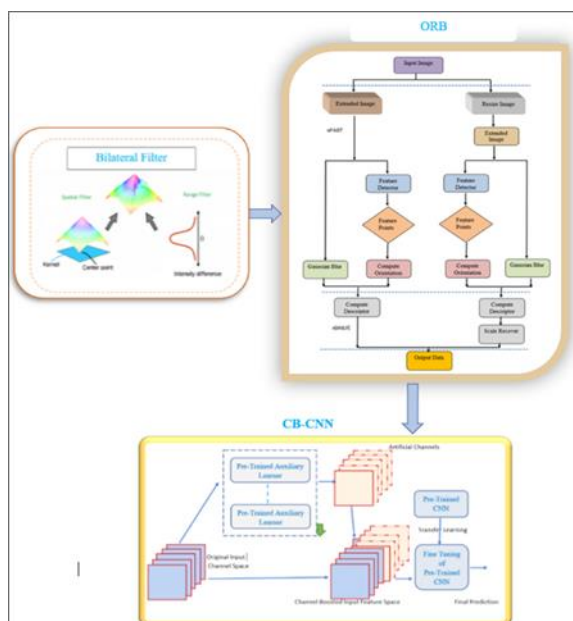 ORB
Input Image
Extended Image
Resize Image
Extended
Image
oFAST
Feature
Detector
Feature
Detector
Feature
Points
Feature
Points
Gaussian Blur
Compute
Orientation
Compute
Orientation
Gaussian Blur
Compute
Descriptor
Compute
Descriptor
rBRIEF
Scale Recover
Output Data
Bilateral Filter
Spatial Filter
Range Filter
Kernel
Center point
0
Intensity difference
CB-CNN
Artificial Channels
Pre-Trained Auxiliary
Learner
Pre-Trained Auxiliary
Learner
Pre-Trained
CNN
Transfer Learning
Original Input
Channel Space
Fine Tuning
of
Pre-Trained CNN
Channel-Boosted Input Feature Space
Final Prediction